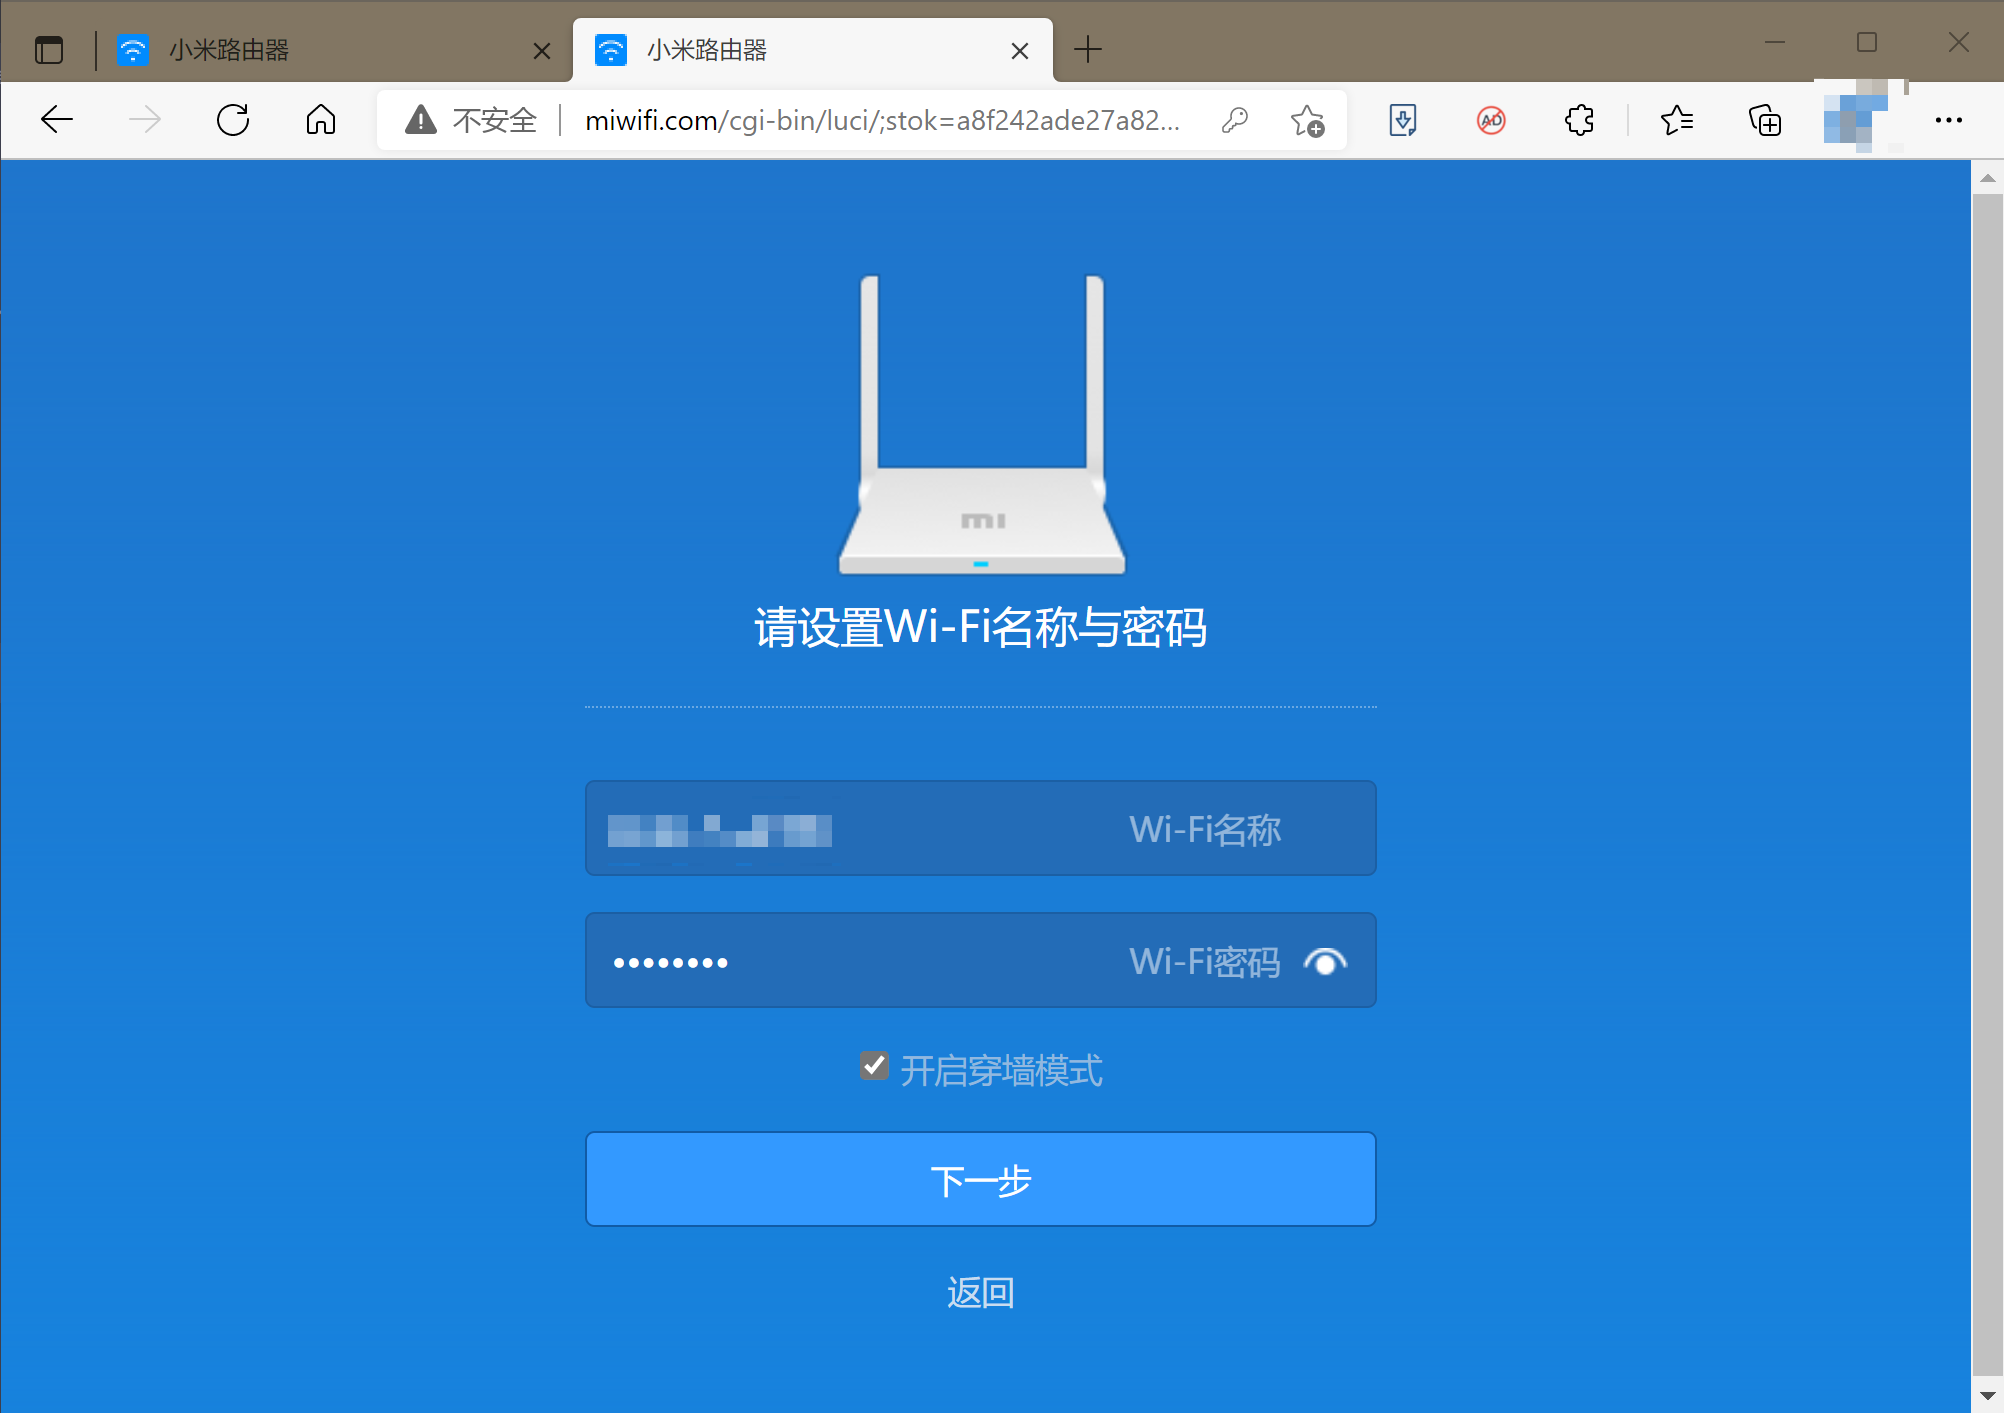 小米路由器
小米路由器
不安全
miwifi.com/cgi-bin/luci/;stok=a8f242ade27a82...
AD
mi
请设置Wi-Fi名称与密码
Wi-Fi名称
•••••••• Wi-Fi密码
开启穿墙模式
下一步
返回